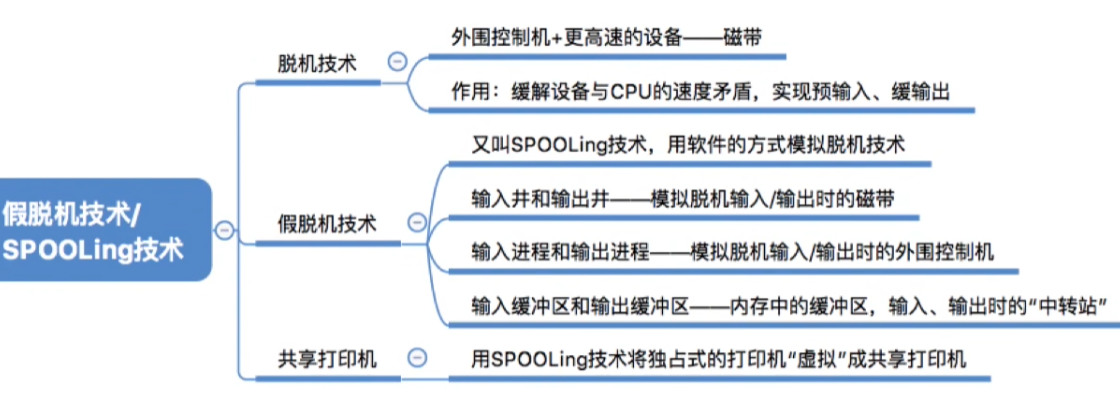 假脱机技术/
SPOOLing技术
脱机技术
外围控制机+更高速的设备——磁带
作用：缓解设备与CPU的速度矛盾，实现预输入、缓输出
假脱机技术
又叫SPOOLing技术，用软件的方式模拟脱机技术
输入井和输出井——模拟脱机输入/输出时的磁带
输入进程和输出进程——模拟脱机输入/输出时的外围控制机
输入缓冲区和输出缓冲区——内存中的缓冲区，输入、输出时的“中转站”
共享打印机
用SPOOLing技术将独占式的打印机“虚拟”成共享打印机